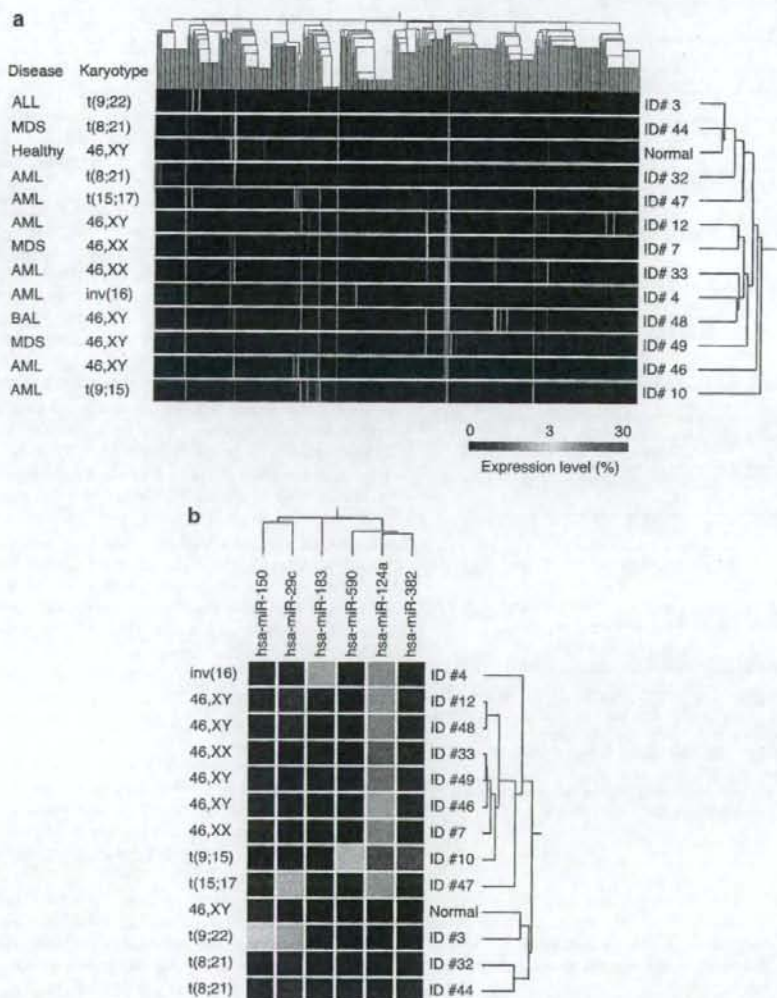 a
Disease Karyotype
ALL t(9;22) ID# 3
MDS t(8;21) ID# 44
Healthy 46,XY Normal
AML t(8;21) ID# 32
AML t(15;17) ID# 47
AML 46,XY ID# 12
MDS 46,XX ID# 7
AML 46,XX ID# 33
AML inv(16) ID# 4
BAL 46,XY ID# 48
MDS 46,XY ID# 49
AML 46,XY ID# 46
AML t(9;15) ID# 10
0 3 30
Expression level (%)
b
hsa-miR-150 hsa-miR-29c hsa-miR-183 hsa-miR-590 hsa-miR-124a hsa-miR-382
inv(16) ID #4
46,XY ID #12
46,XY ID #48
46,XX ID #33
46,XY ID #49
46,XY ID #46
46,XX ID #7
t(9;15) ID #10
t(15;17 ID #47
46,XY Normal
t(9;22) ID #3
t(8;21) ID #32
t(8;21) ID #44